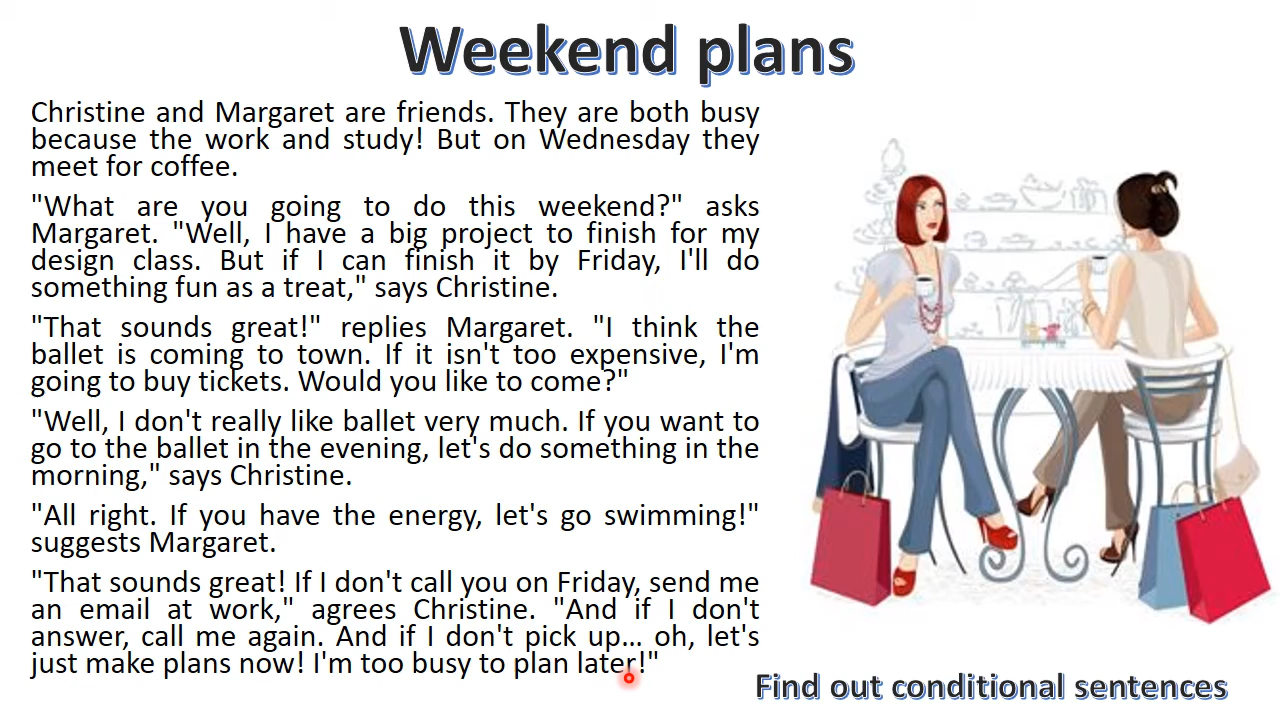 Weekend plans
Christine and Margaret are friends. They are both busy
because the work and study! But on Wednesday they
meet for coffee.
"What are you going to do this weekend?" asks
Margaret. "Well, I have a big project to finish for my
design class. But if I can finish it by Friday, I'll do
something fun as a treat," says Christine.
"That sounds great!" replies Margaret. "I think the
ballet is coming to town. If it isn't too expensive, I'm
going to buy tickets. Would you like to come?"
"Well, I don't really like ballet very much. If you want to
go to the ballet in the evening, let's do something in the
morning," says Christine.
"All right. If you have the energy, let's go swimming!"
suggests Margaret.
"That sounds great! If I don't call you on Friday, send me
an email at work," agrees Christine. "And if I don't
answer, call me again. And if I don't pick up... oh, let's
just make plans now! I'm too busy to plan later!"
Find out conditional sentences